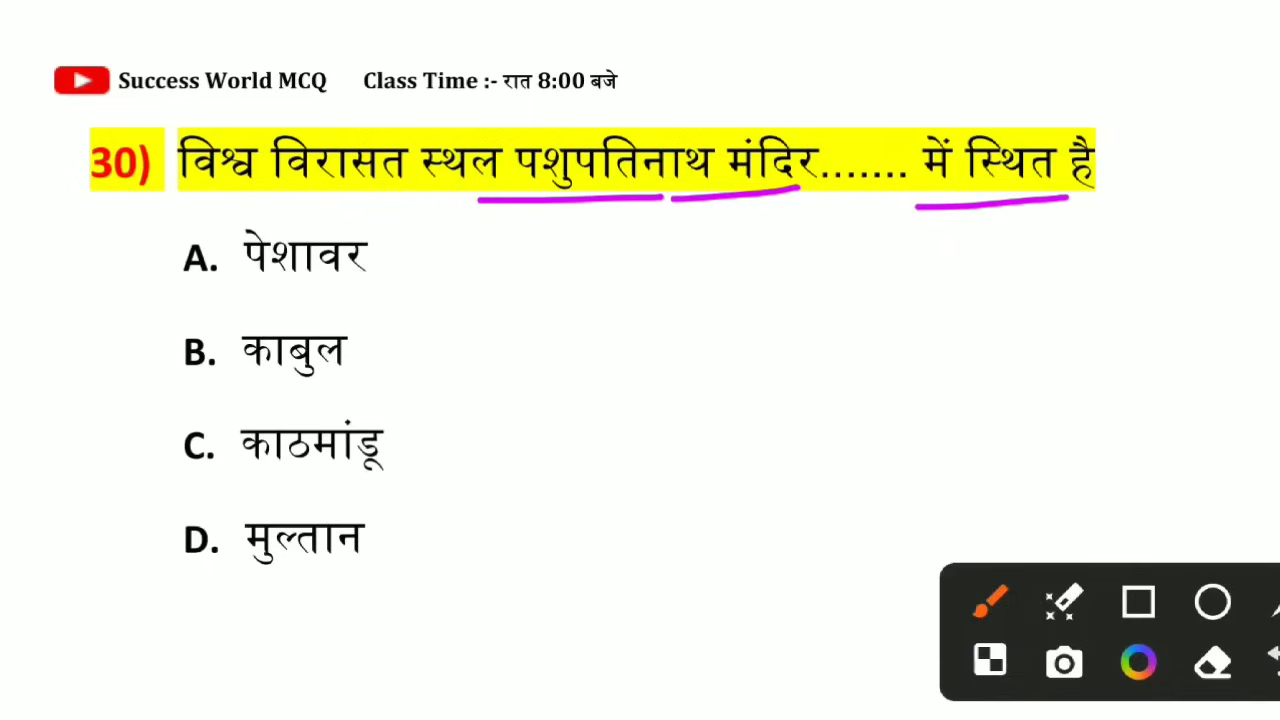 Success World MCQ Class Time :- रात 8:00 बजे
30) विश्व विरासत स्थल पशुपतिनाथ मंदिर....... में स्थित है
A. पेशावर
B. काबुल
C. काठमांडू
D. मुल्तान